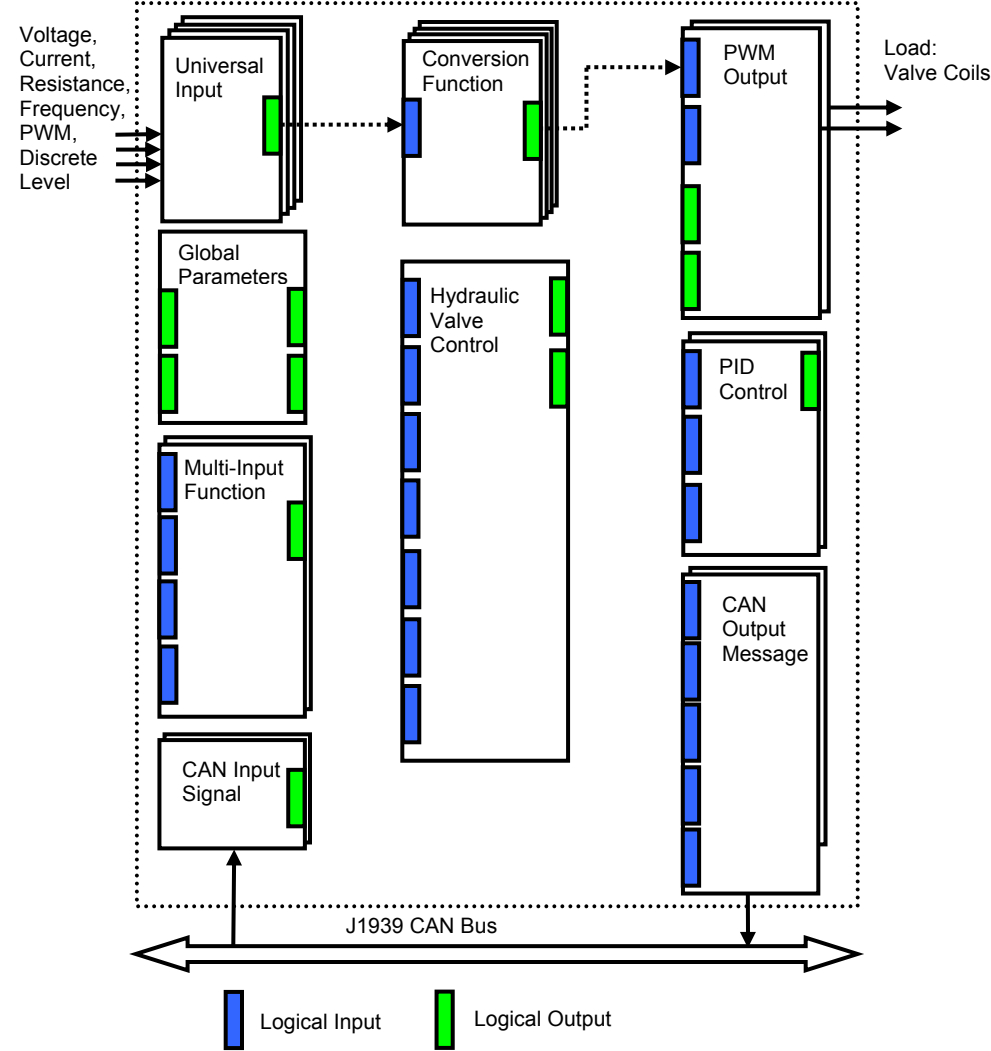 Voltage,
Current,
Resistance,
Frequency,
PWM,
Discrete
Level
Universal
Input
Conversion
Function
PWM
Output
Load:
Valve Coils
Global
Parameters
Hydraulic
Valve
Control
PID
Control
Multi-Input
Function
CAN
Output
Message
CAN Input
Signal
J1939 CAN Bus
Logical Input
Logical Output